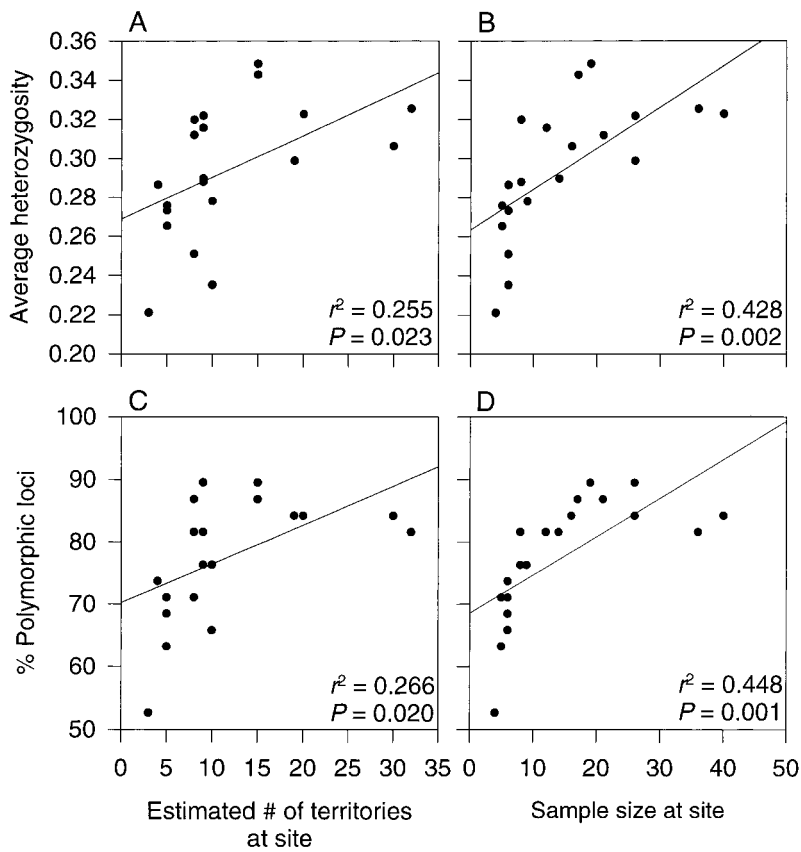 A
B
0.36
0.34
0.32
0.30
0.28
0.26
0.24
0.22
0.20
Average heterozygosity
r² = 0.255
P = 0.023
r² = 0.428
P = 0.002
C
D
100
90
80
70
60
50
% Polymorphic loci
r² = 0.266
P = 0.020
r² = 0.448
P = 0.001
0 5 10 15 20 25 30 35
0 10 20 30 40 50
Estimated # of territories
at site
Sample size at site